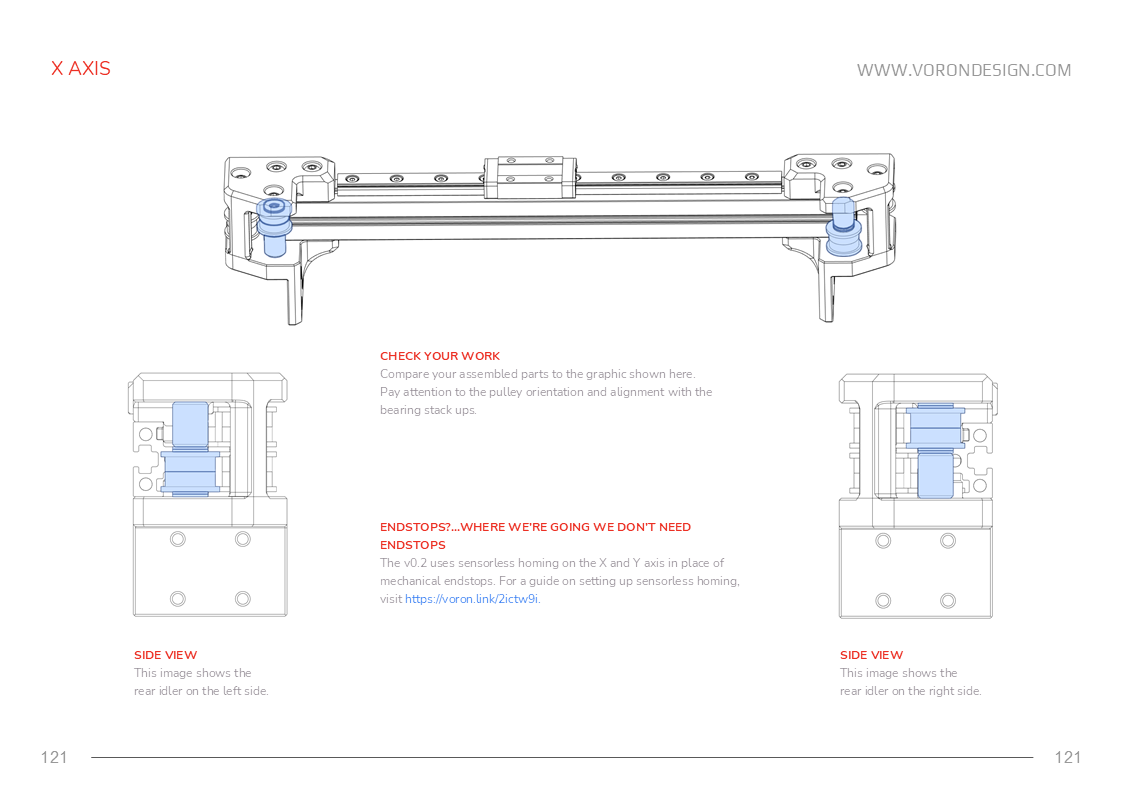 X AXIS
WWW.VORONDESIGN.COM
CHECK YOUR WORK
Compare your assembled parts to the graphic shown here.
Pay attention to the pulley orientation and alignment with the
bearing stack ups.
ENDSTOPS?...WHERE WE'RE GOING WE DON'T NEED
ENDSTOPS
The v0.2 uses sensorless homing on the X and Y axis in place of
mechanical endstops. For a guide on setting up sensorless homing,
visit https://voron.link/2ictw9i.
SIDE VIEW
This image shows the
rear idler on the left side.
SIDE VIEW
This image shows the
rear idler on the right side.
121
121